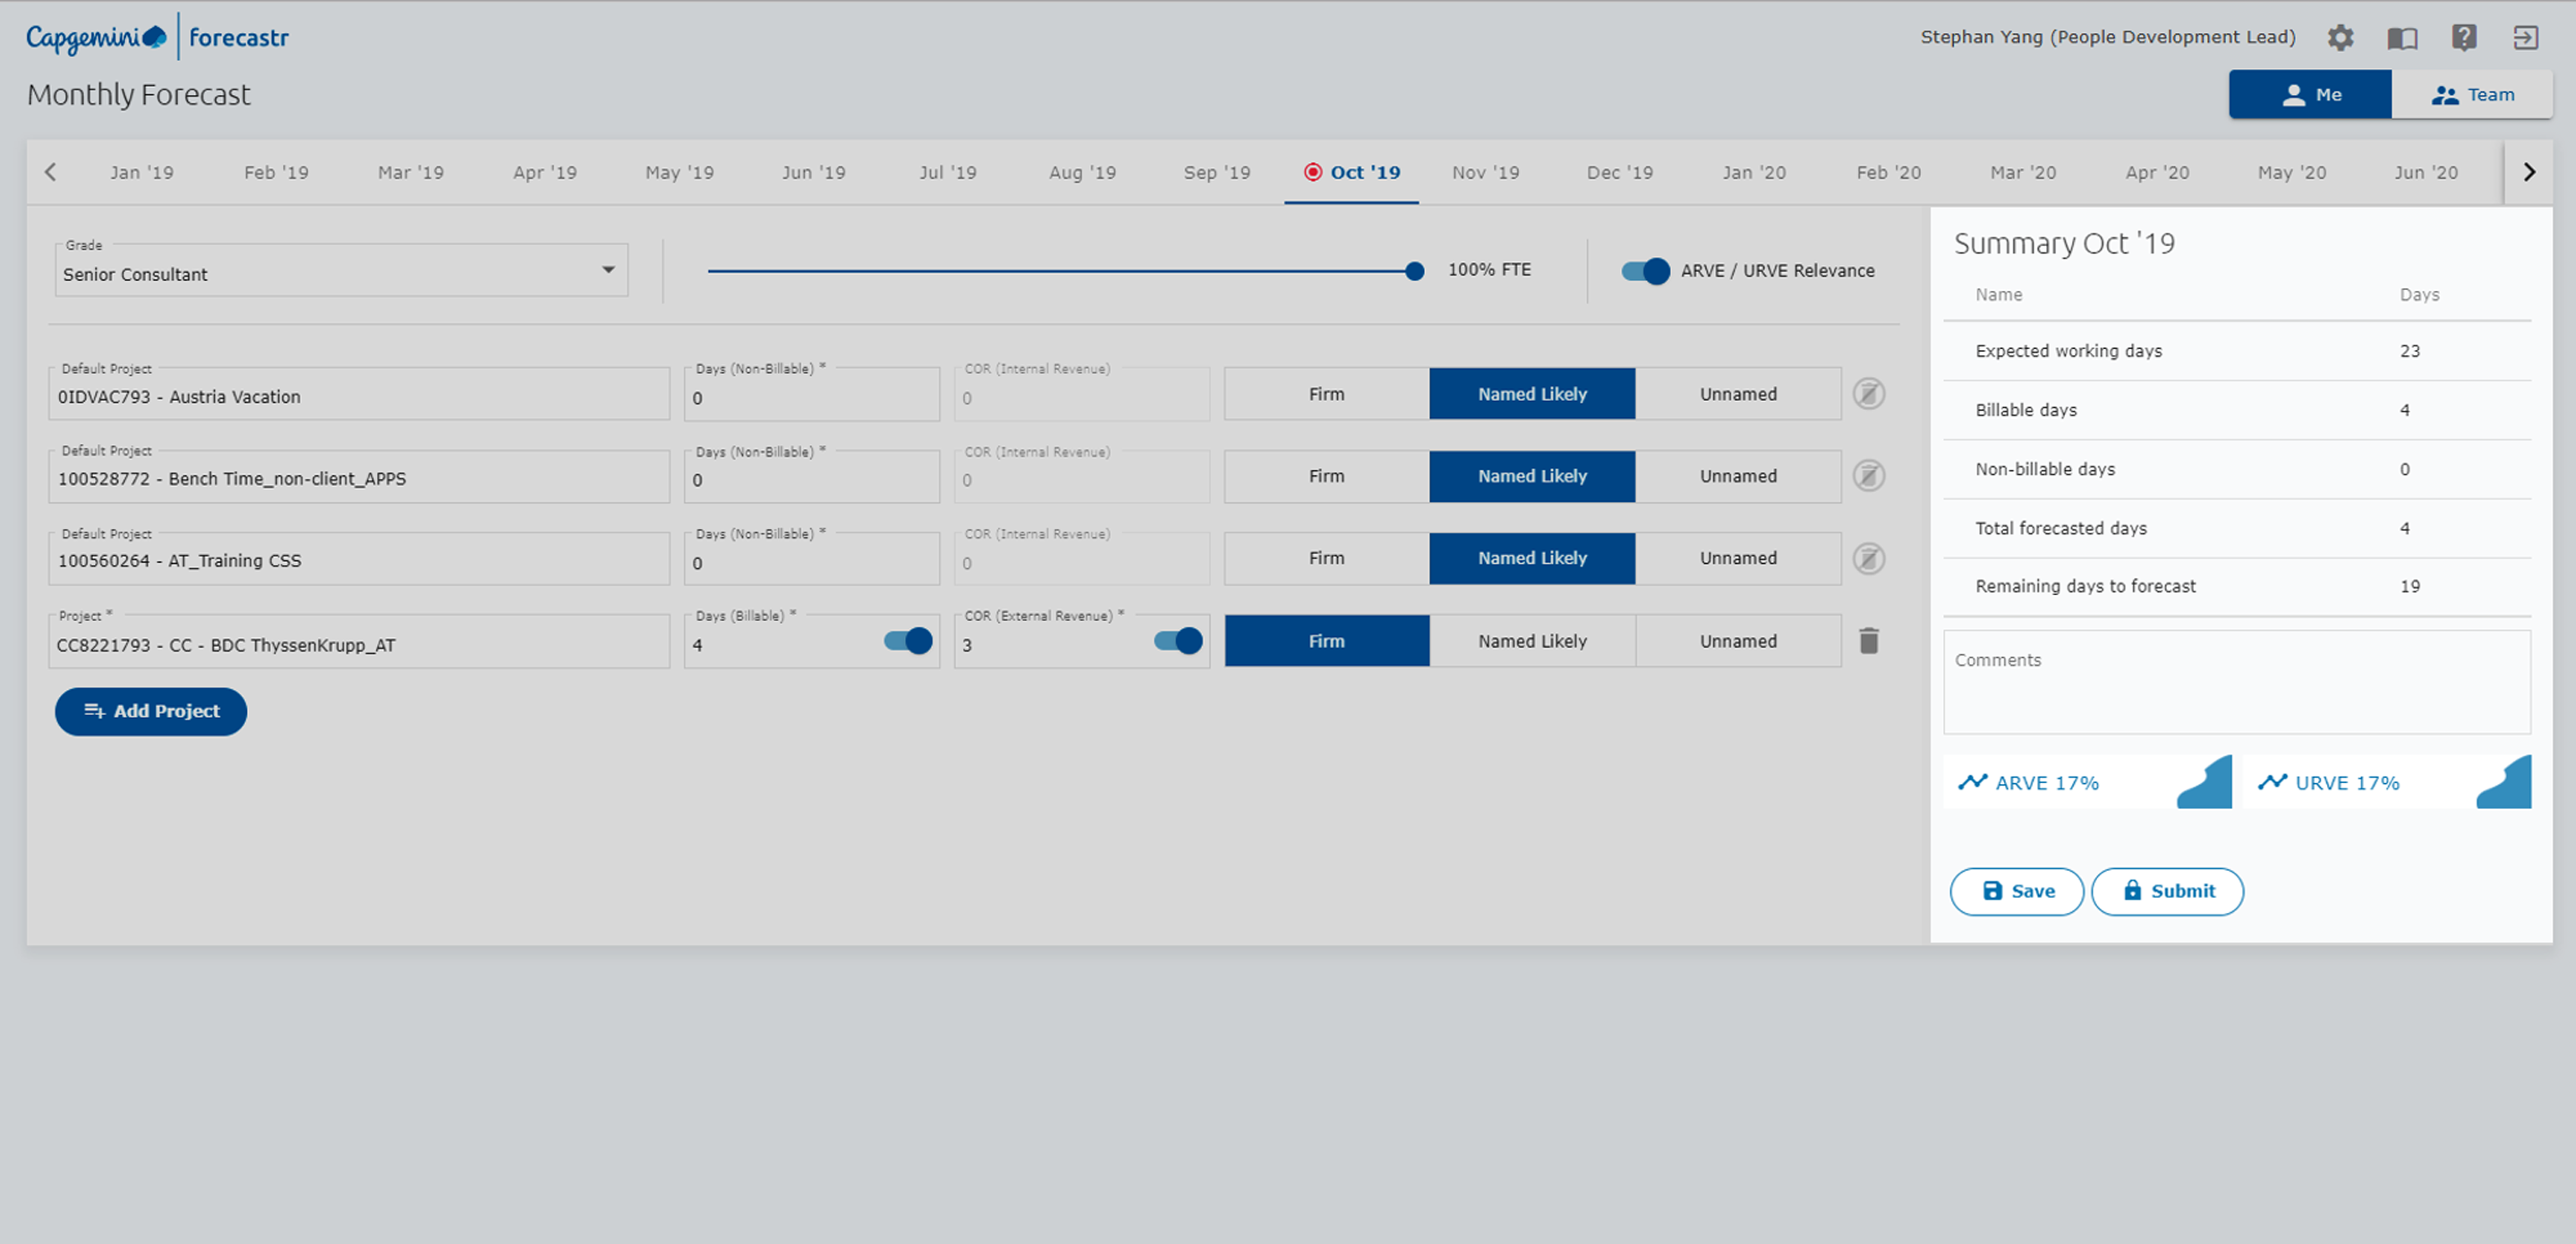 Capgemini forecastr
Stephan Yang (People Development Lead)
Monthly Forecast
Me Team
Jan '19 Feb '19 Mar '19 Apr '19 May '19 Jun '19 Jul '19 Aug '19 Sep '19 Oct '19 Nov '19 Dec '19 Jan '20 Feb '20 Mar '20 Apr '20 May '20 Jun '20
Grade
Senior Consultant
100% FTE
ARVE / URVE Relevance
Default Project Days (Non-Billable) * COR (Internal Revenue)
0IDVAC793 - Austria Vacation 0 0 Firm Named Likely Unnamed
Default Project Days (Non-Billable) * COR (Internal Revenue)
100528772 - Bench Time_non-client_APPS 0 0 Firm Named Likely Unnamed
Default Project Days (Non-Billable) * COR (Internal Revenue)
100560264 - AT_Training CSS 0 0 Firm Named Likely Unnamed
Project * Days (Billable) * COR (External Revenue) *
CC8221793 - CC - BDC ThyssenKrupp_AT 4 3 Firm Named Likely Unnamed
Add Project
Summary Oct '19
Name Days
Expected working days 23
Billable days 4
Non-billable days 0
Total forecasted days 4
Remaining days to forecast 19
Comments
ARVE 17% URVE 17%
Save Submit